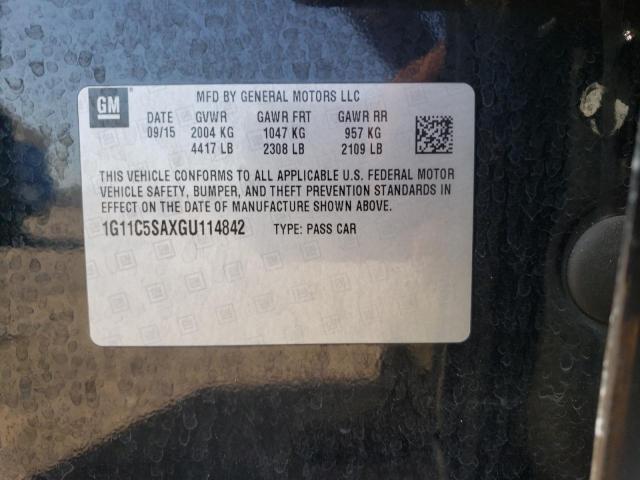 GM
MFD BY GENERAL MOTORS LLC
DATE GVWR GAWR FRT GAWR RR
09/15 2004 KG 1047 KG 957 KG
4417 LB 2308 LB 2109 LB
THIS VEHICLE CONFORMS TO ALL APPLICABLE U.S. FEDERAL MOTOR
VEHICLE SAFETY, BUMPER, AND THEFT PREVENTION STANDARDS IN
EFFECT ON THE DATE OF MANUFACTURE SHOWN ABOVE.
1G11C5SAXGU114842 TYPE: PASS CAR